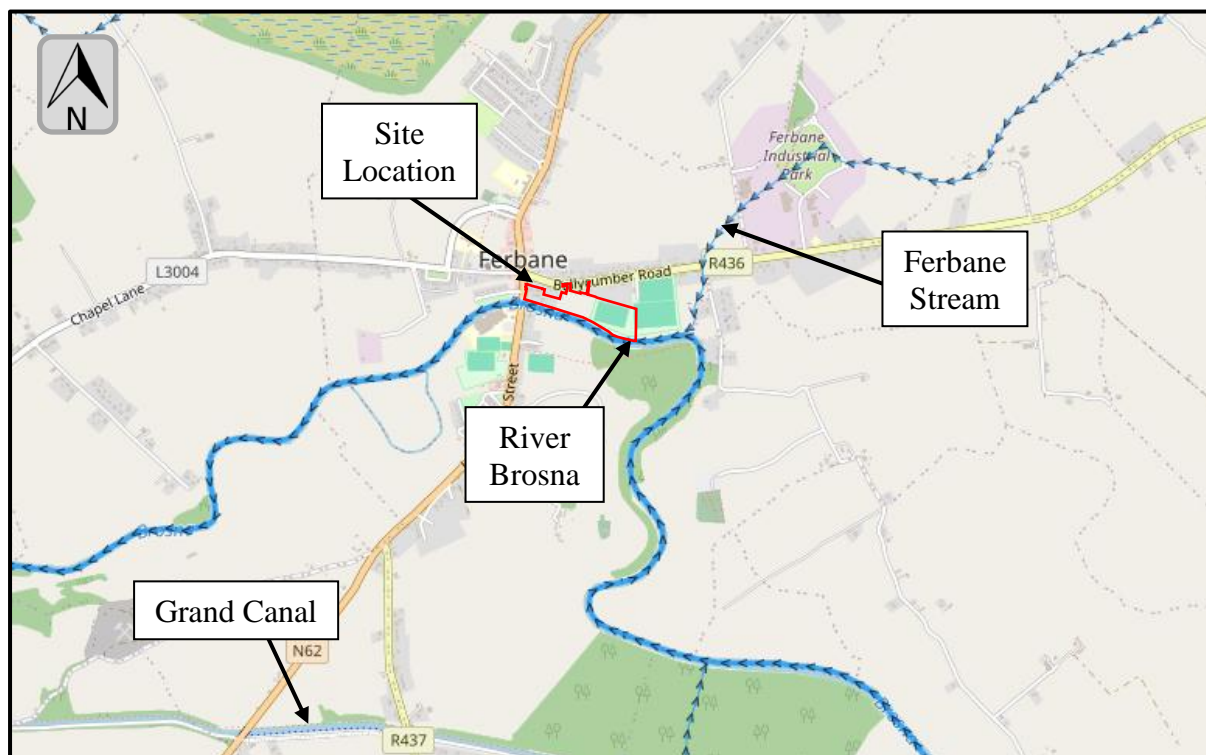 N
Site
Location
Ferbane
Industrial
Park
Ferbane
L3004
R436
Ballycumber Road
Ferbane
Stream
Chapel Lane
Brosna
Street
River
Brosna
Brosna
Grand Canal
N62
R437